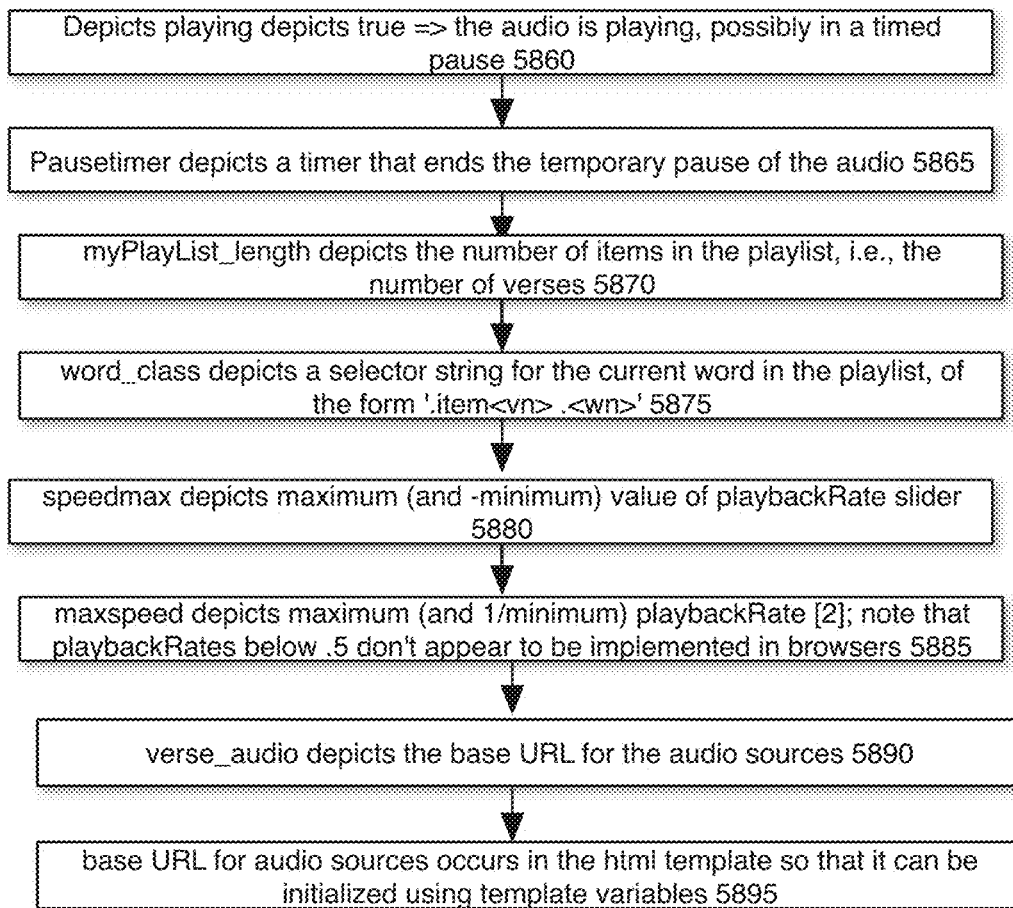 Depicts playing depicts true => the audio is playing, possibly in a timed
pause 5860
Pausetimer depicts a timer that ends the temporary pause of the audio 5865
myPlayList_length depicts the number of items in the playlist, i.e., the
number of verses 5870
word_class depicts a selector string for the current word in the playlist, of
the form '.item<vn> .<wn>' 5875
speedmax depicts maximum (and -minimum) value of playbackRate slider
5880
maxspeed depicts maximum (and 1/minimum) playbackRate [2]; note that
playbackRates below .5 don't appear to be implemented in browsers 5885
verse_audio depicts the base URL for the audio sources 5890
base URL for audio sources occurs in the html template so that it can be
initialized using template variables 5895